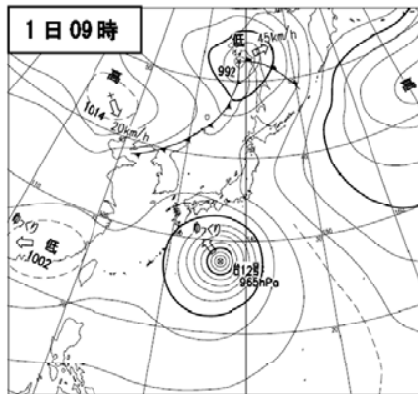 1日09時
低
45km/h
992
高
1014
20km/h
高
ゆっくり
低
1002
ゆっくり
台12号
965hPa